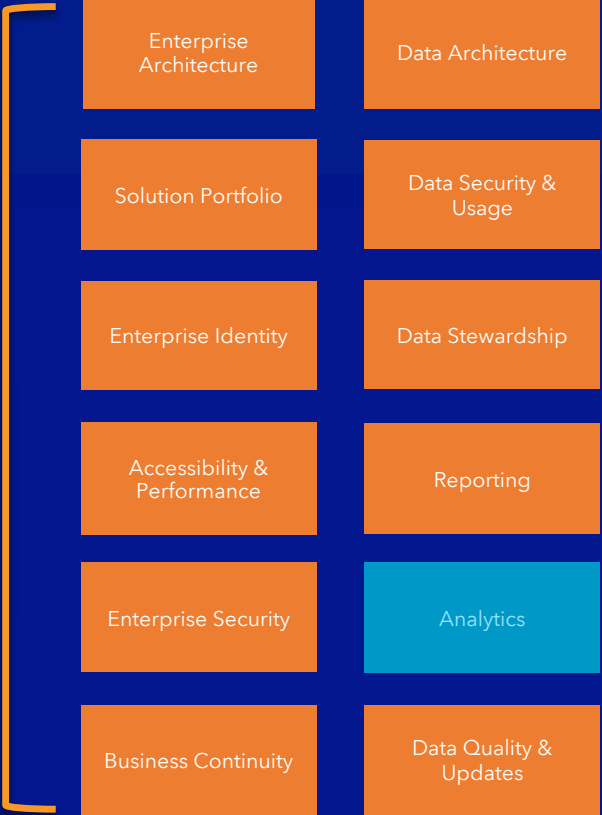 Enterprise
Architecture
Data Architecture
Solution Portfolio
Data Security &
Usage
Enterprise Identity
Data Stewardship
Accessibility &
Performance
Reporting
Enterprise Security
Analytics
Business Continuity
Data Quality &
Updates